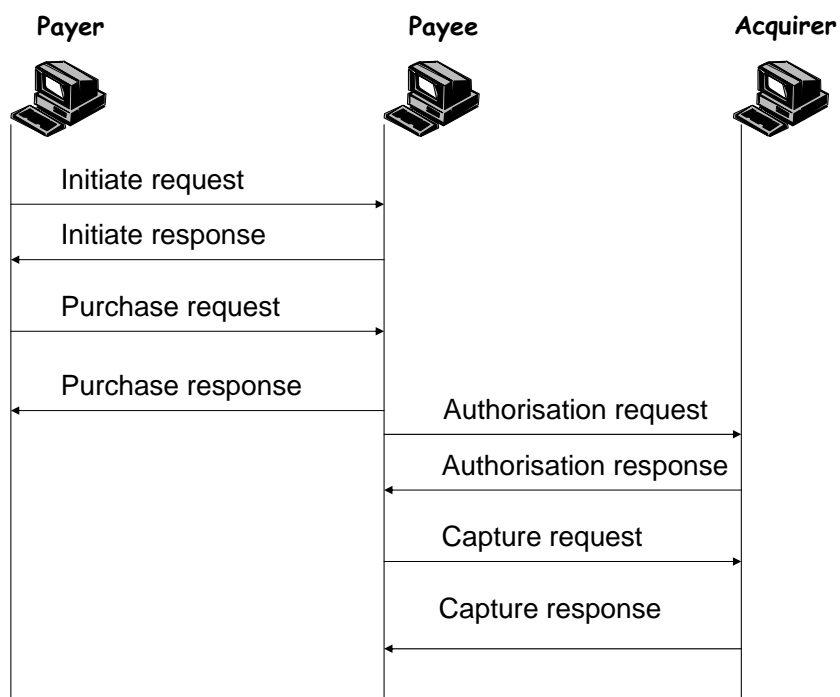 Payer
Payee
Acquirer
Initiate request
Initiate response
Purchase request
Purchase response
Authorisation request
Authorisation response
Capture request
Capture response